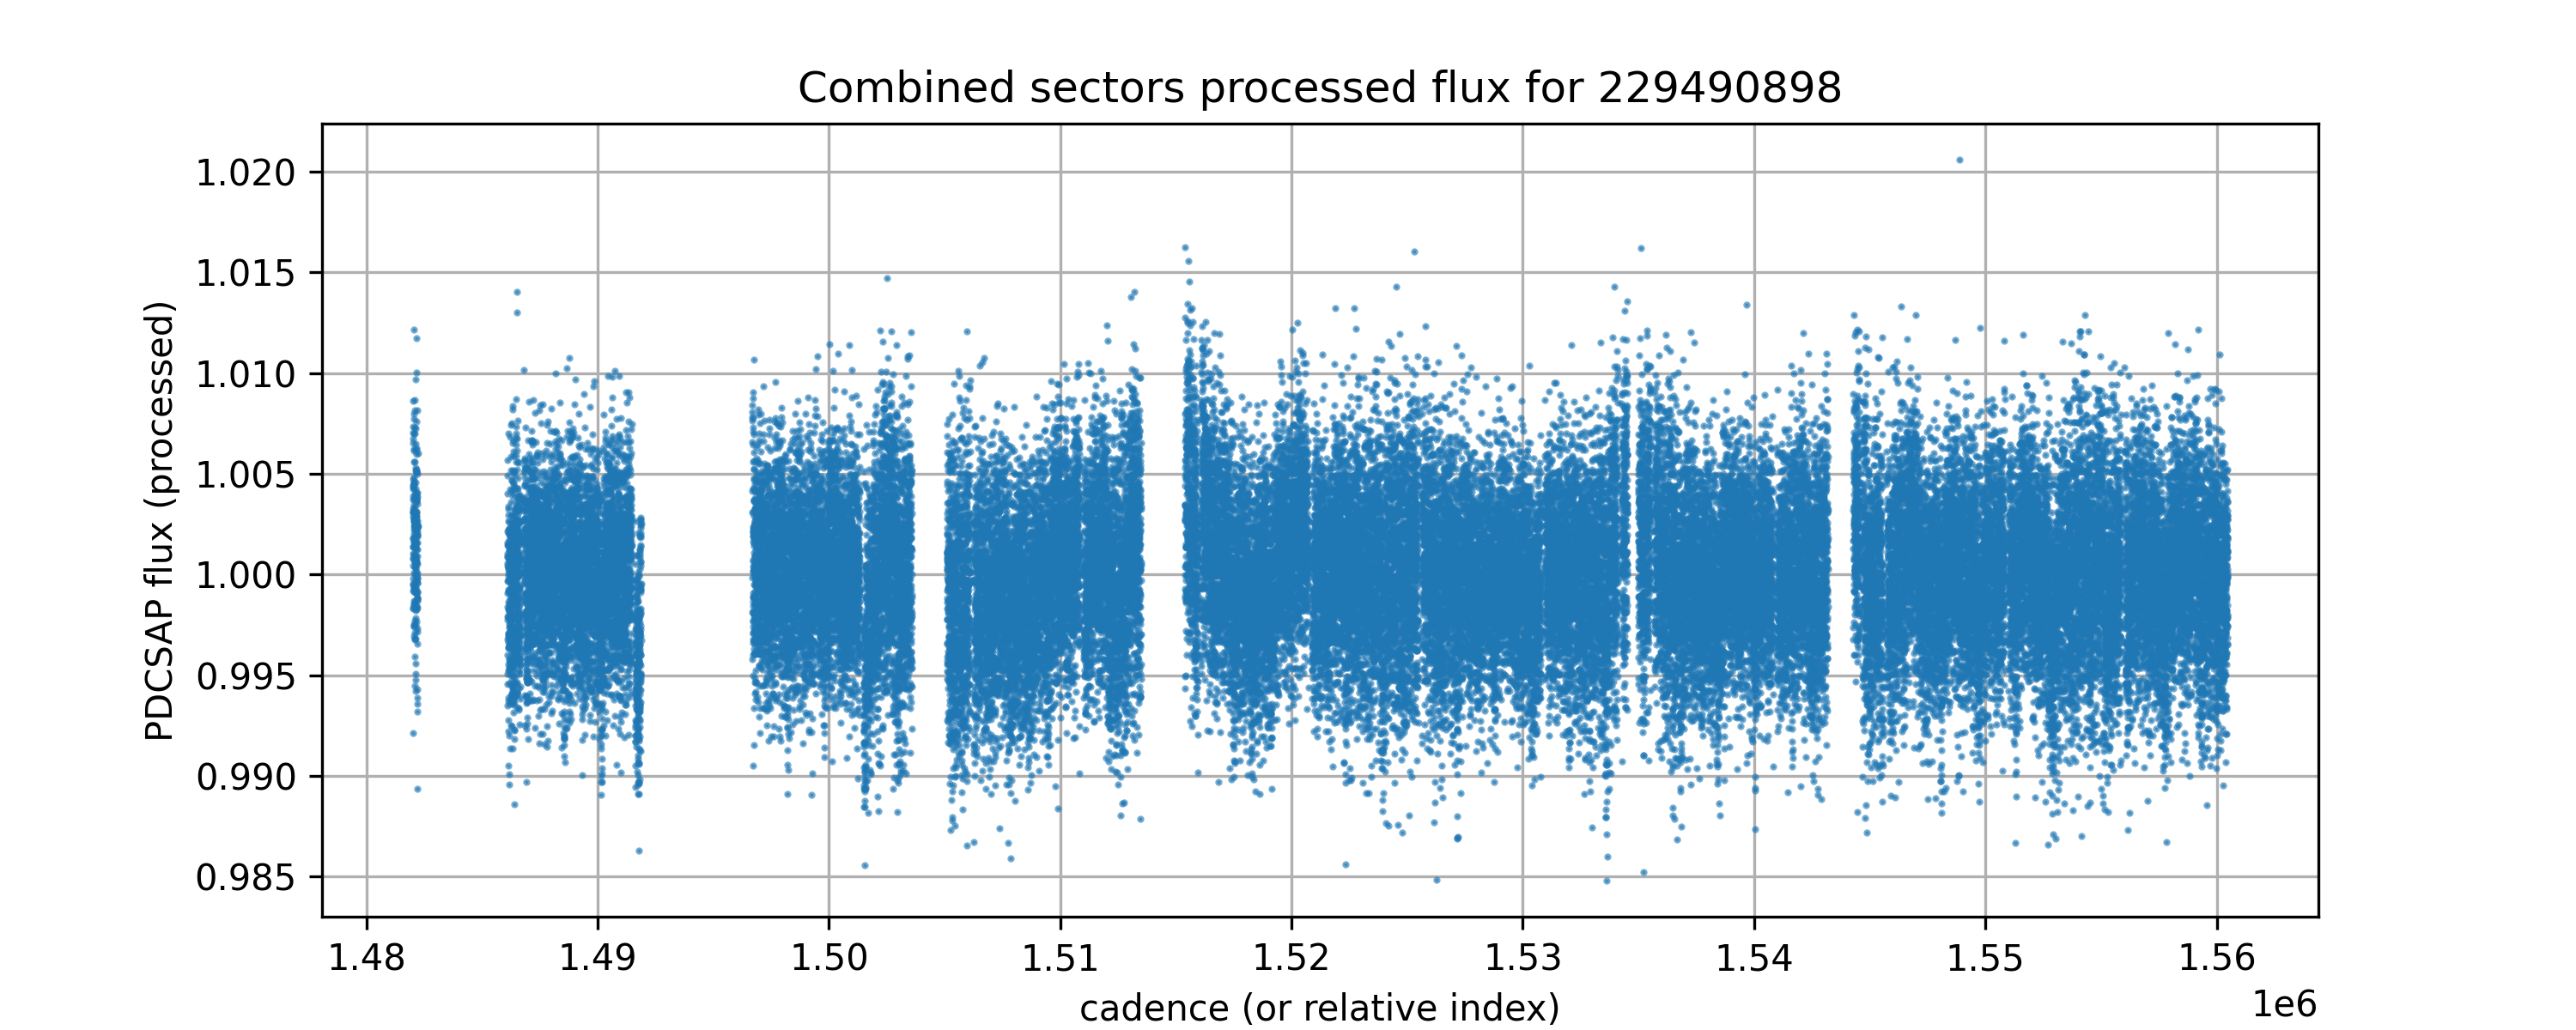 Combined sectors processed flux for 229490898
PDCSAP flux (processed)
1.020
1.015
1.010
1.005
1.000
0.995
0.990
0.985
1.48 1.49 1.50 1.51 1.52 1.53 1.54 1.55 1.56
1e6
cadence (or relative index)